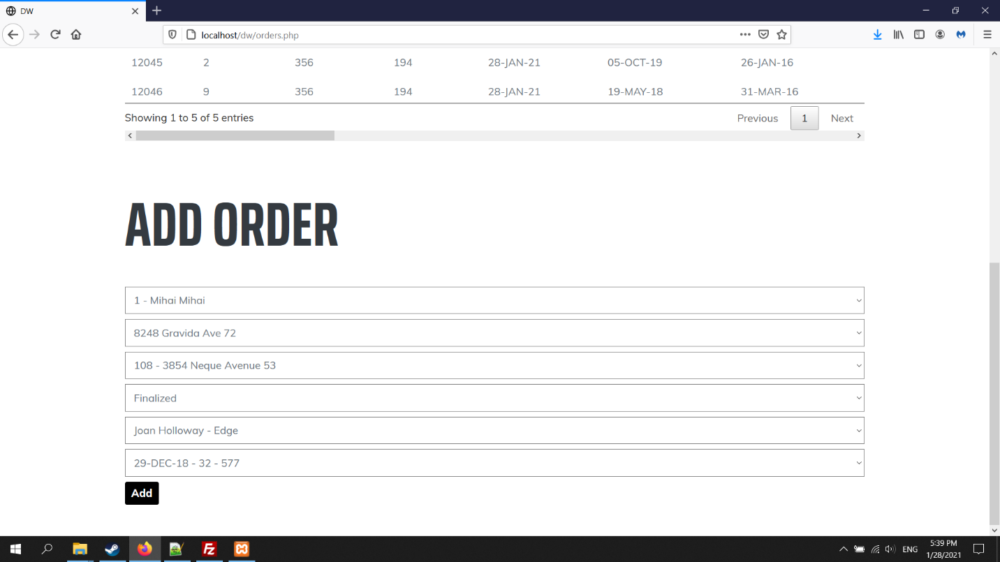 DW
localhost/dw/orders.php
12045 2 356 194 28-JAN-21 05-OCT-19 26-JAN-16
12046 9 356 194 28-JAN-21 19-MAY-18 31-MAR-16
Showing 1 to 5 of 5 entries Previous 1 Next
ADD ORDER
1 - Mihai Mihai
8248 Gravida Ave 72
108 - 3854 Neque Avenue 53
Finalized
Joan Holloway - Edge
29-DEC-18 - 32 - 577
Add
Fz
ENG
5:39 PM
1/28/2021